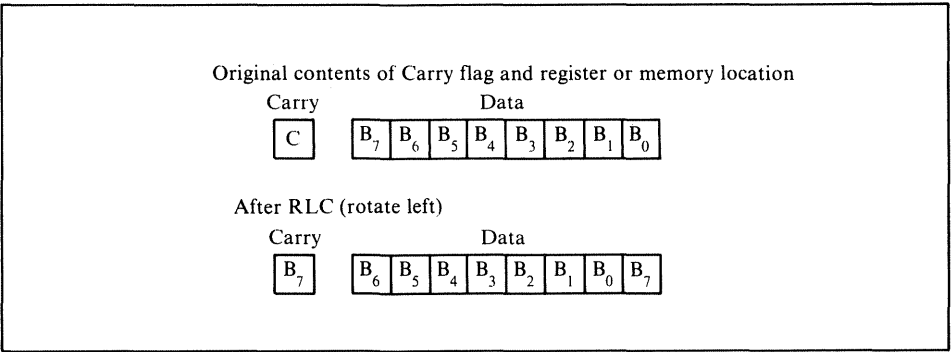 Original contents of Carry flag and register or memory location
Carry Data
C B₇ B₆ B₅ B₄ B₃ B₂ B₁ B₀
After RLC (rotate left)
Carry Data
B₇ B₆ B₅ B₄ B₃ B₂ B₁ B₀ B₇